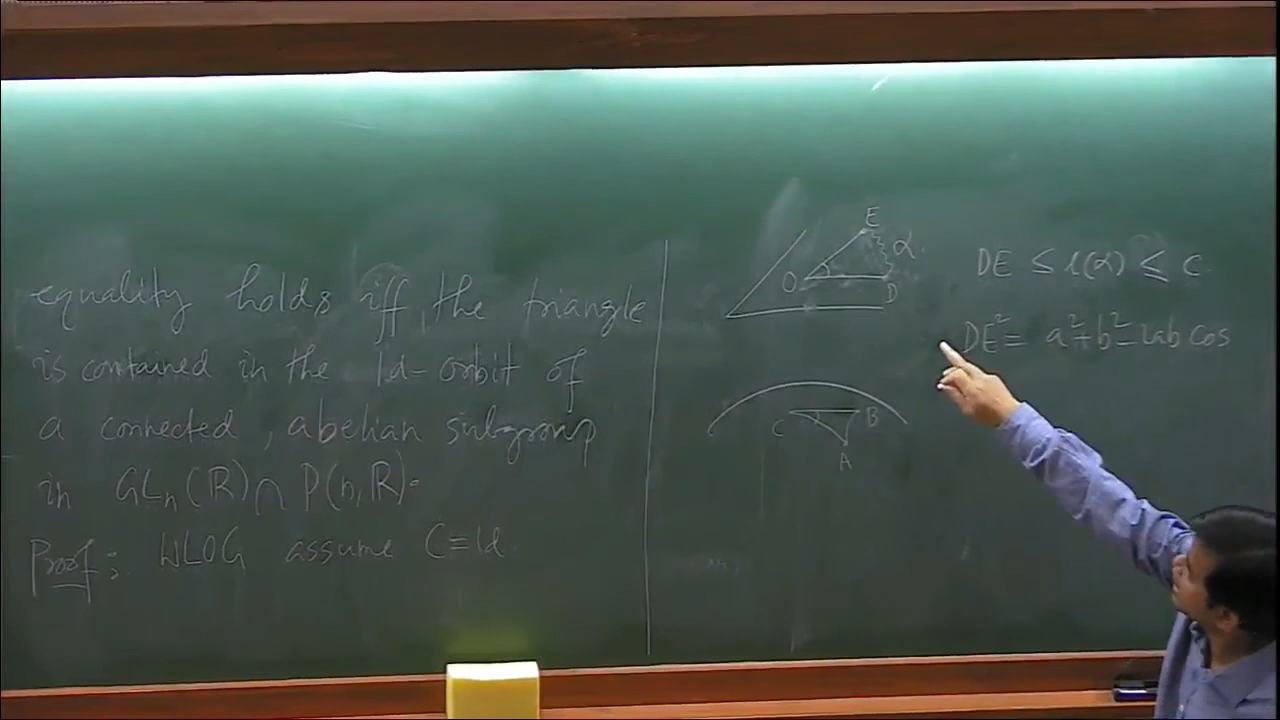 equality holds iff, the triangle
is contained in the Id-orbit of
a connected, abelian subgroup
in GLn(ℝ) ∩ P(n,ℝ).
Proof: WLOG assume C=Id.
E
α
O
D
DE ≤ l(α) ≤ c.
DE² = a²+b²-2ab cos
C
B
A